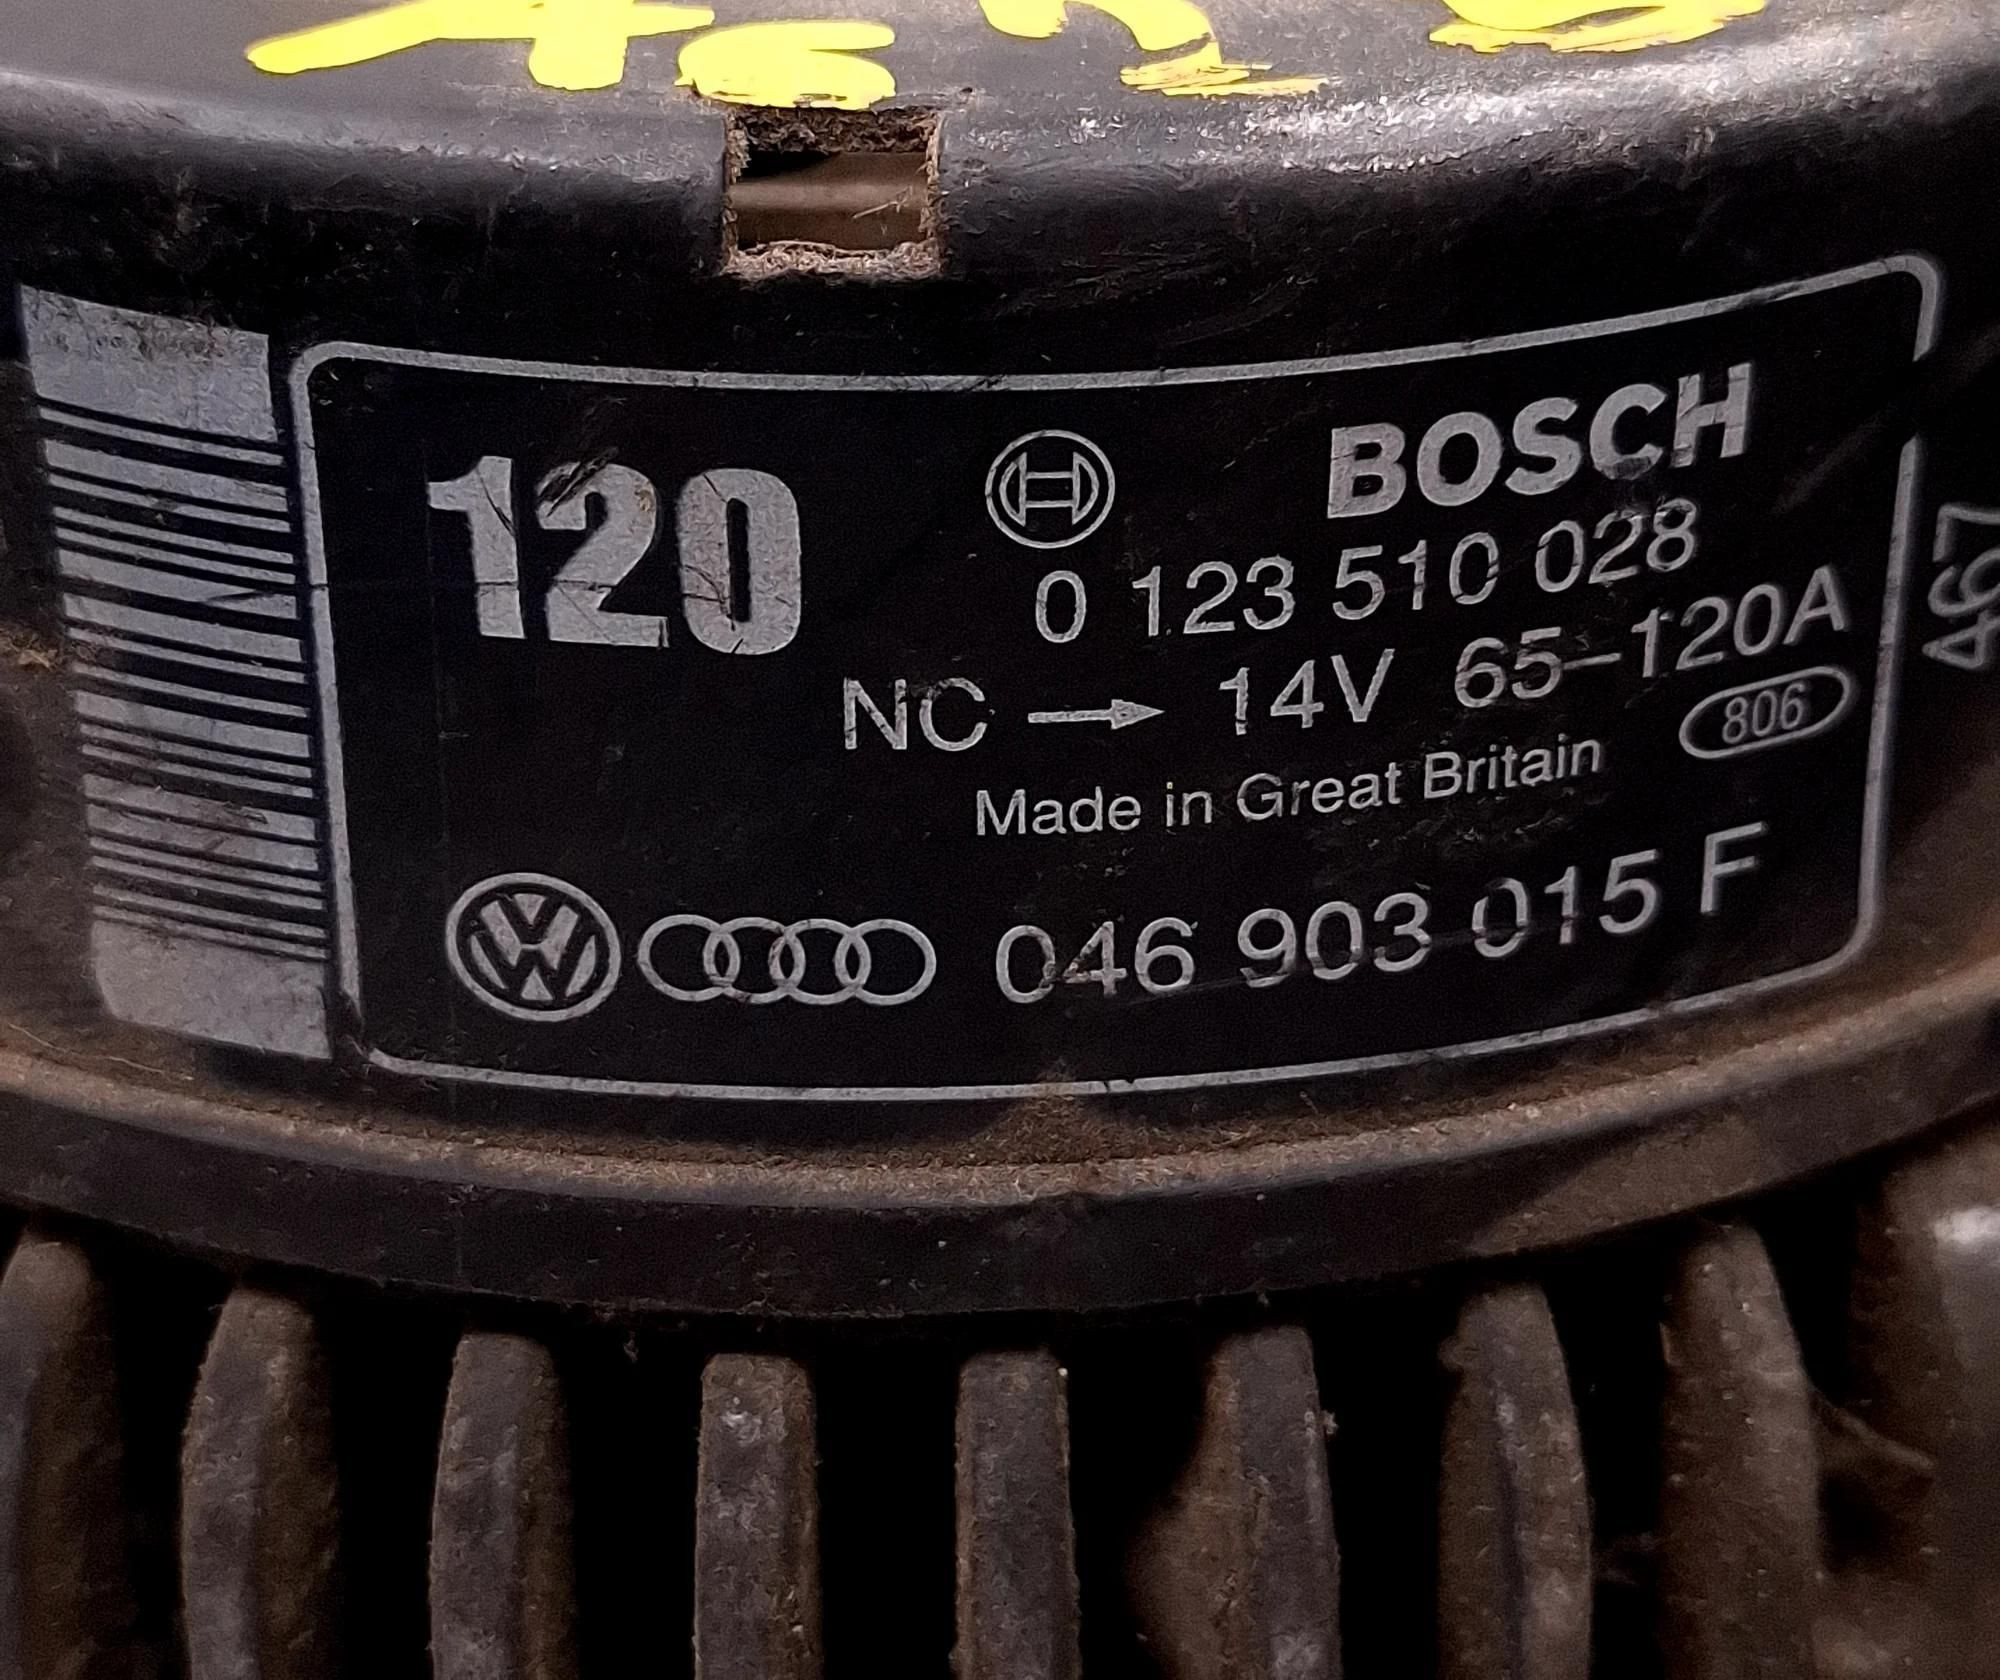 120
BOSCH
0 123 510 028
NC → 14V 65–120A
806
Made in Great Britain
046 903 015 F
467